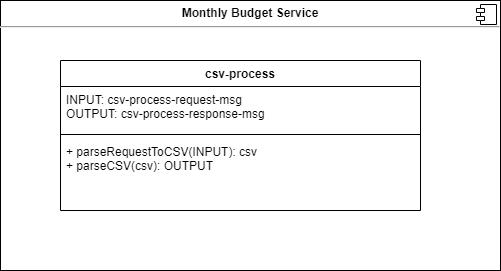 Monthly Budget Service
csv-process
INPUT: csv-process-request-msg
OUTPUT: csv-process-response-msg
+ parseRequestToCSV(INPUT): csv
+ parseCSV(csv): OUTPUT